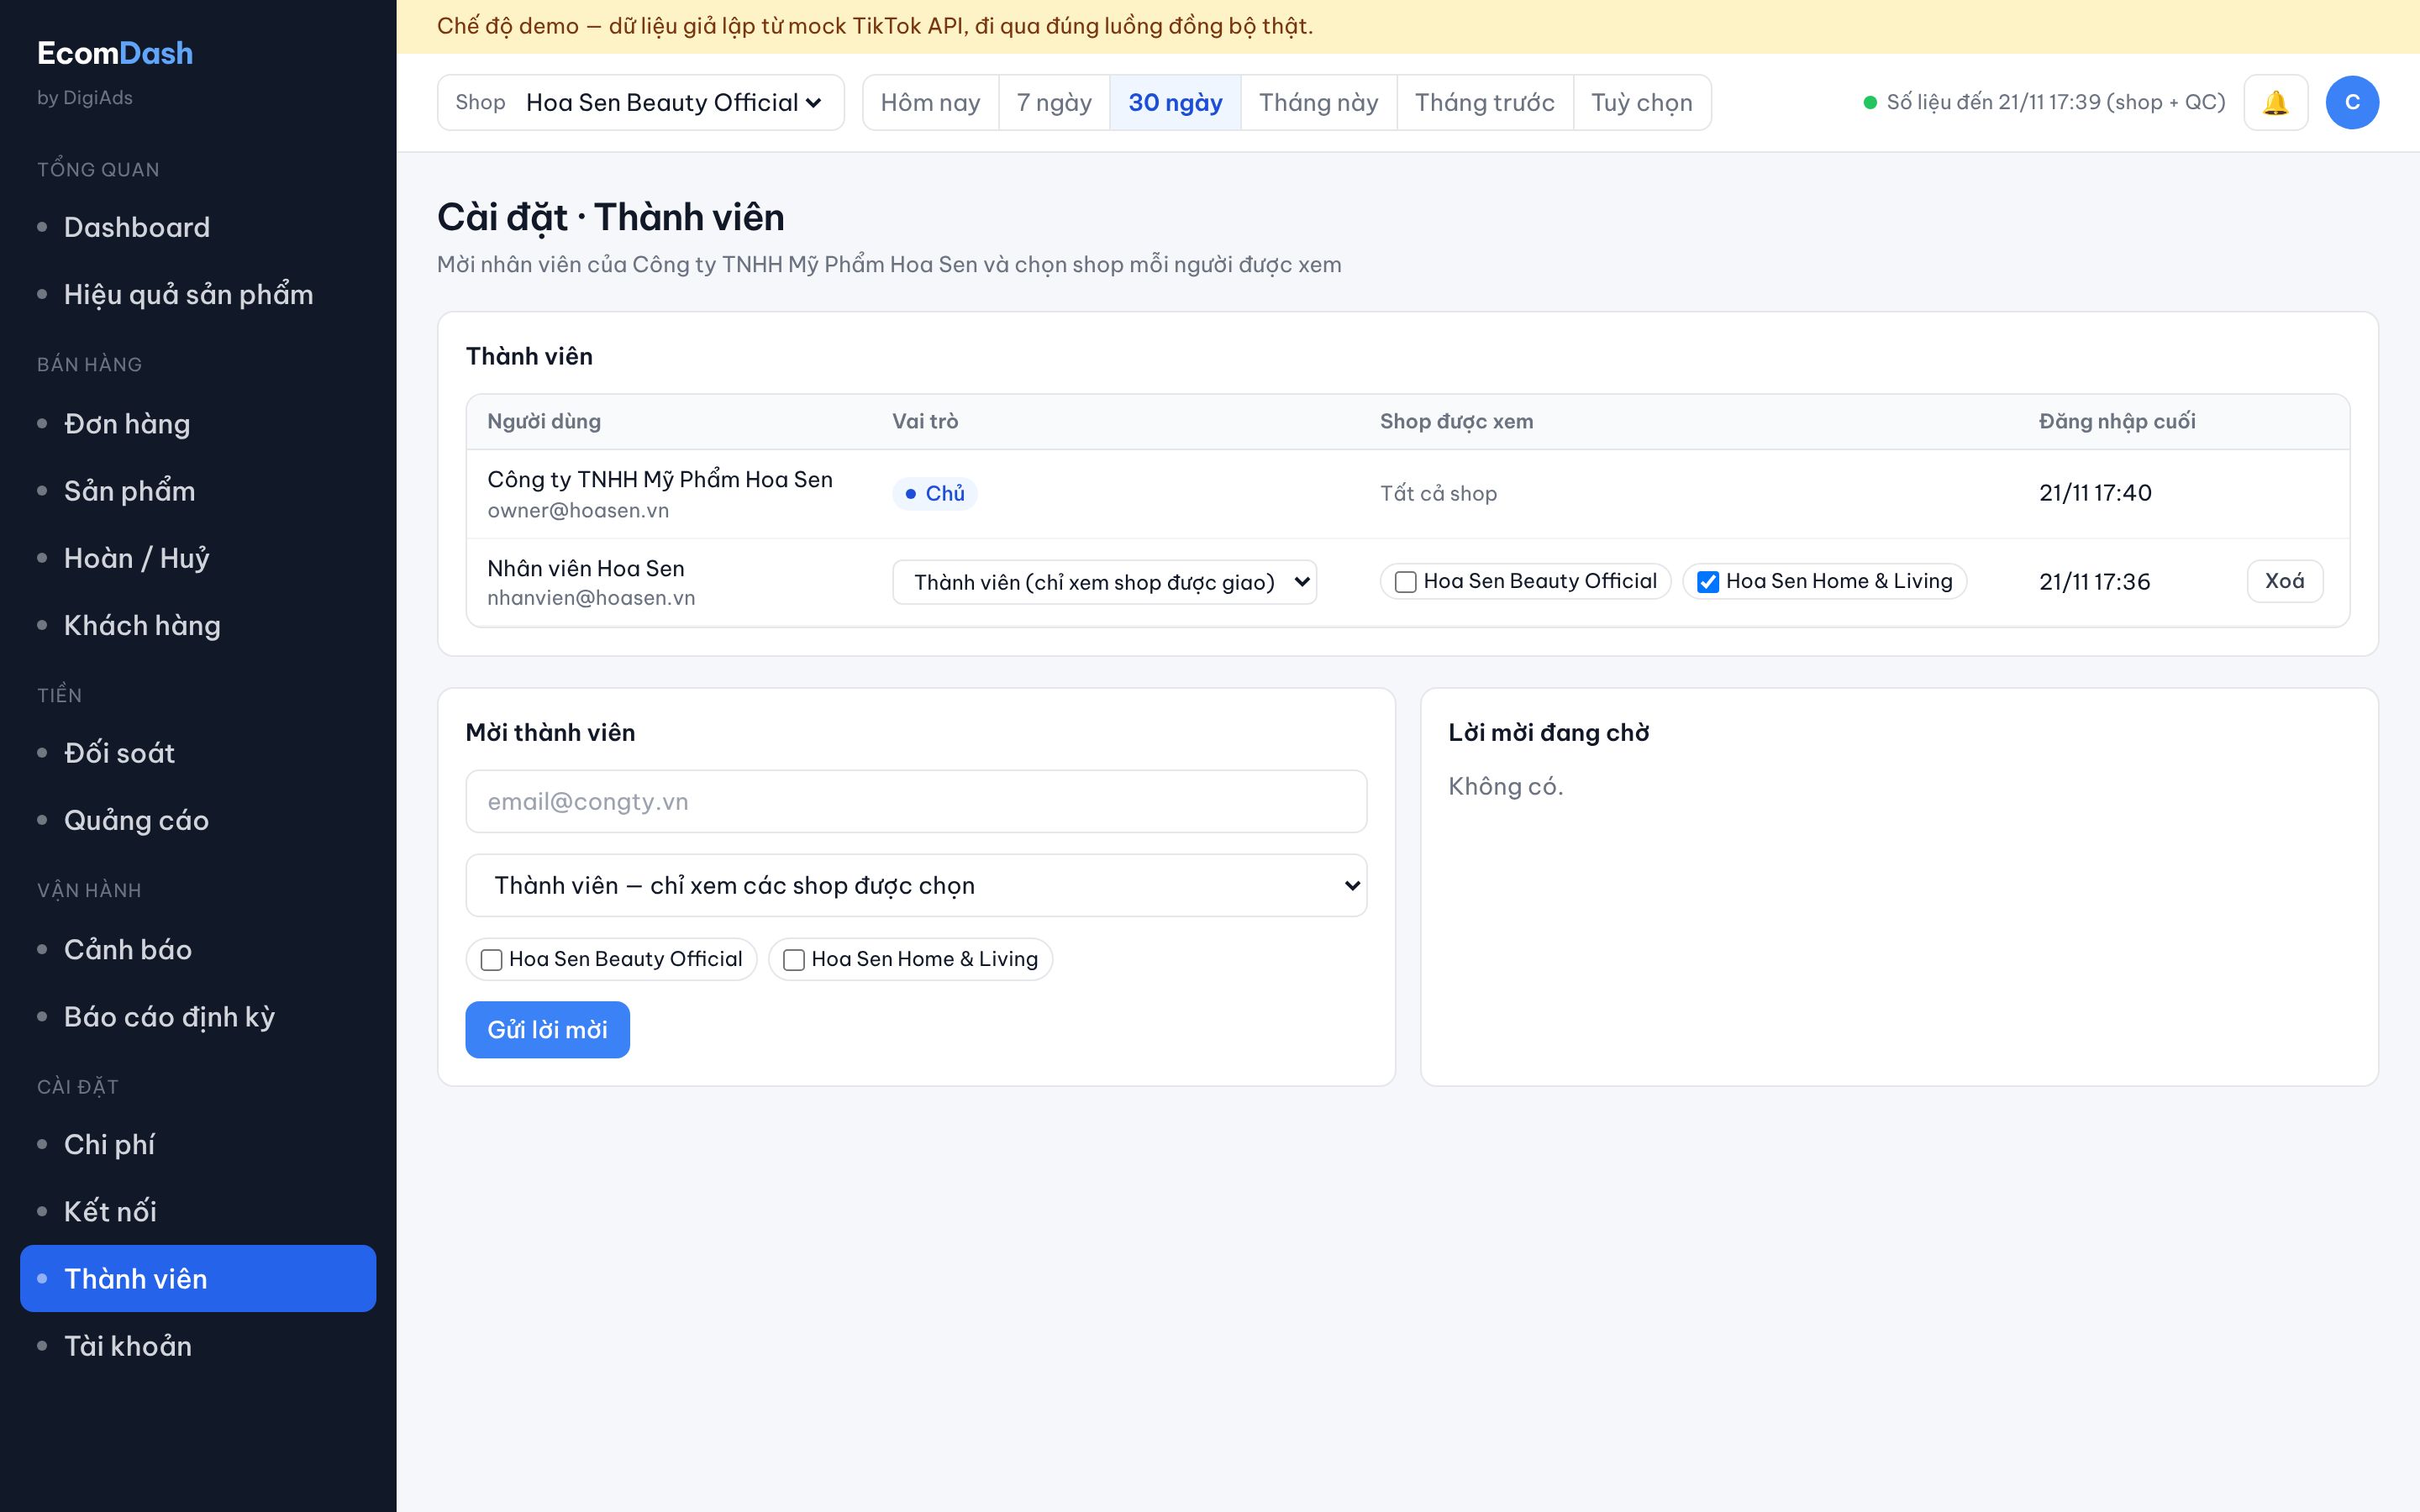 EcomDash
by DigiAds
TỔNG QUAN
Dashboard
Hiệu quả sản phẩm
BÁN HÀNG
Đơn hàng
Sản phẩm
Hoàn / Huỷ
Khách hàng
TIỀN
Đối soát
Quảng cáo
VẬN HÀNH
Cảnh báo
Báo cáo định kỳ
CÀI ĐẶT
Chi phí
Kết nối
Thành viên
Tài khoản
Chế độ demo — dữ liệu giả lập từ mock TikTok API, đi qua đúng luồng đồng bộ thật.
Shop Hoa Sen Beauty Official Hôm nay 7 ngày 30 ngày Tháng này Tháng trước Tuỳ chọn Số liệu đến 21/11 17:39 (shop + QC) C
Cài đặt · Thành viên
Mời nhân viên của Công ty TNHH Mỹ Phẩm Hoa Sen và chọn shop mỗi người được xem
Thành viên
Người dùng Vai trò Shop được xem Đăng nhập cuối
Công ty TNHH Mỹ Phẩm Hoa Sen
owner@hoasen.vn
Chủ Tất cả shop 21/11 17:40
Nhân viên Hoa Sen
nhanvien@hoasen.vn
Thành viên (chỉ xem shop được giao) Hoa Sen Beauty Official Hoa Sen Home & Living 21/11 17:36 Xoá
Mời thành viên
email@congty.vn
Thành viên — chỉ xem các shop được chọn
Hoa Sen Beauty Official Hoa Sen Home & Living
Gửi lời mời
Lời mời đang chờ
Không có.